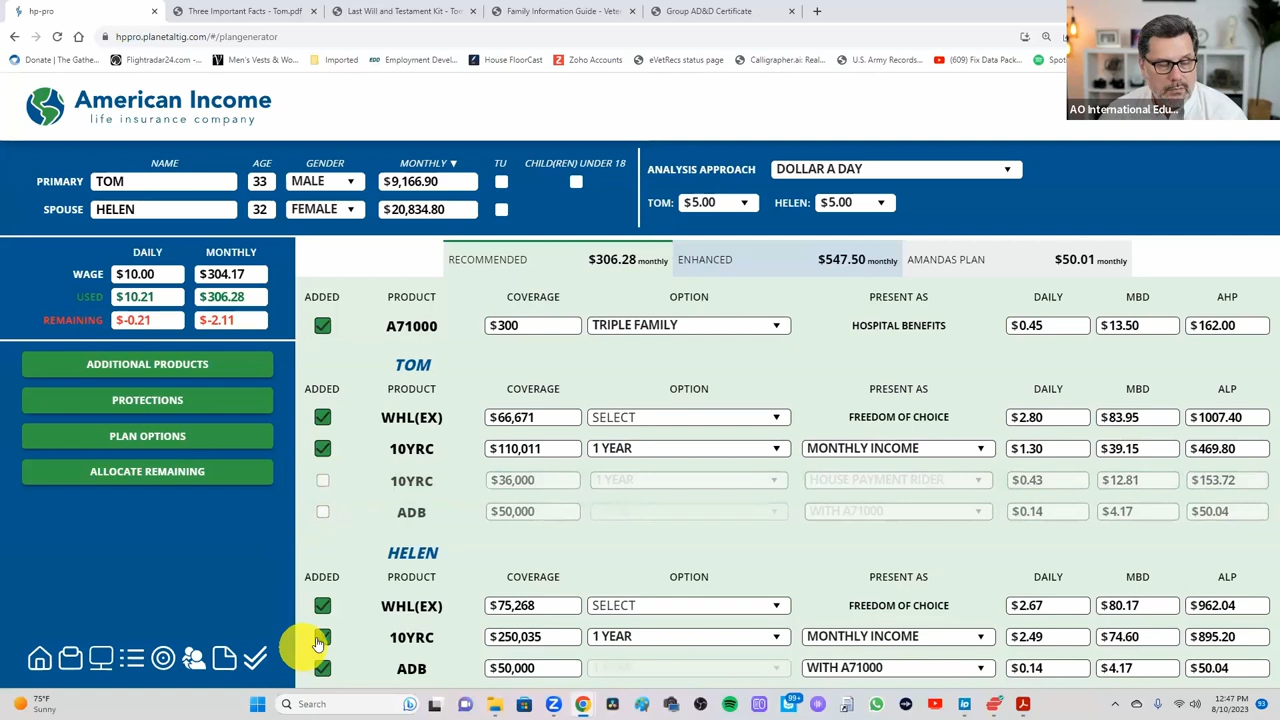 hp-pro
Three Important Facts - Tom.pdf
Last Will and Testament Kit - Tom
Family Information Guide - Vete
Group AD&D Certificate
hppro.planetaltig.com/#/plangenerator
Donate | The Gathe...
Flightradar24.com -...
Men's Vests & Wo...
Imported
EDD Employment Devel...
House FloorCast
Zoho Accounts
eVetRecs status page
Calligrapher.ai: Real...
U.S. Army Records...
(609) Fix Data Pack...
Spot
AO International Edu...
American Income
life insurance company
NAME AGE GENDER MONTHLY ▼ TU CHILD(REN) UNDER 18
PRIMARY TOM 33 MALE $9,166.90
SPOUSE HELEN 32 FEMALE $20,834.80
ANALYSIS APPROACH DOLLAR A DAY
TOM: $5.00 HELEN: $5.00
DAILY MONTHLY
WAGE $10.00 $304.17
USED $10.21 $306.28
REMAINING $-0.21 $-2.11
ADDITIONAL PRODUCTS
PROTECTIONS
PLAN OPTIONS
ALLOCATE REMAINING
RECOMMENDED $306.28 monthly ENHANCED $547.50 monthly AMANDAS PLAN $50.01 monthly
ADDED PRODUCT COVERAGE OPTION PRESENT AS DAILY MBD AHP
A71000 $300 TRIPLE FAMILY HOSPITAL BENEFITS $0.45 $13.50 $162.00
TOM
ADDED PRODUCT COVERAGE OPTION PRESENT AS DAILY MBD ALP
WHL(EX) $66,671 SELECT FREEDOM OF CHOICE $2.80 $83.95 $1007.40
10YRC $110,011 1 YEAR MONTHLY INCOME $1.30 $39.15 $469.80
10YRC $36,000 1 YEAR HOUSE PAYMENT RIDER $0.43 $12.81 $153.72
ADB $50,000 WITH A71000 $0.14 $4.17 $50.04
HELEN
ADDED PRODUCT COVERAGE OPTION PRESENT AS DAILY MBD ALP
WHL(EX) $75,268 SELECT FREEDOM OF CHOICE $2.67 $80.17 $962.04
10YRC $250,035 1 YEAR MONTHLY INCOME $2.49 $74.60 $895.20
ADB $50,000 1 YEAR WITH A71000 $0.14 $4.17 $50.04
75°F
Sunny
Search
99+
12:47 PM
8/10/2023
93